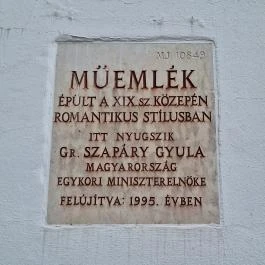 MJ 10849
MŰEMLÉK
ÉPÜLT A XIX. SZ. KÖZEPÉN
ROMANTIKUS STÍLUSBAN
ITT NYUGSZIK
GR. SZAPÁRY GYULA
MAGYARORSZÁG
EGYKORI MINISZTERELNÖKE
FELÚJÍTVA: 1995. ÉVBEN